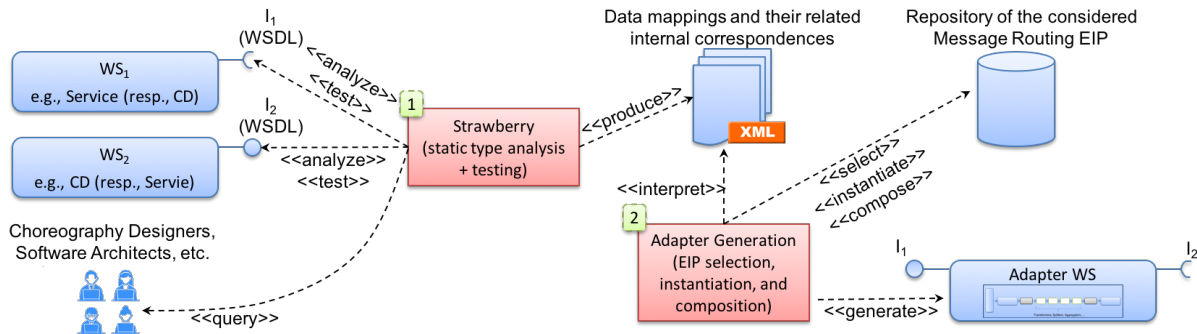 I1
(WSDL)
WS1
e.g., Service (resp., CD)
I2
(WSDL)
WS2
e.g., CD (resp., Servie)
<<analyze>>
<<test>>
<<analyze>>
<<test>>
1
Strawberry
(static type analysis
+ testing)
Choreography Designers,
Software Architects, etc.
<<query>>
<<produce>>
Data mappings and their related
internal correspondences
XML
Repository of the considered
Message Routing EIP
<<interpret>>
<<select>>
<<instantiate>>
<<compose>>
2
Adapter Generation
(EIP selection,
instantiation, and
composition)
<<generate>>
I1
Adapter WS
I2